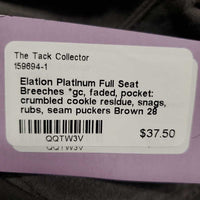 The Tack Collector
159694-1
Elation Platinum Full Seat
Breeches *gc, faded, pocket:
crumbled cookie residue, snags,
rubs, seam puckers Brown 28
$37.50
QQTW3V
QQTW3V